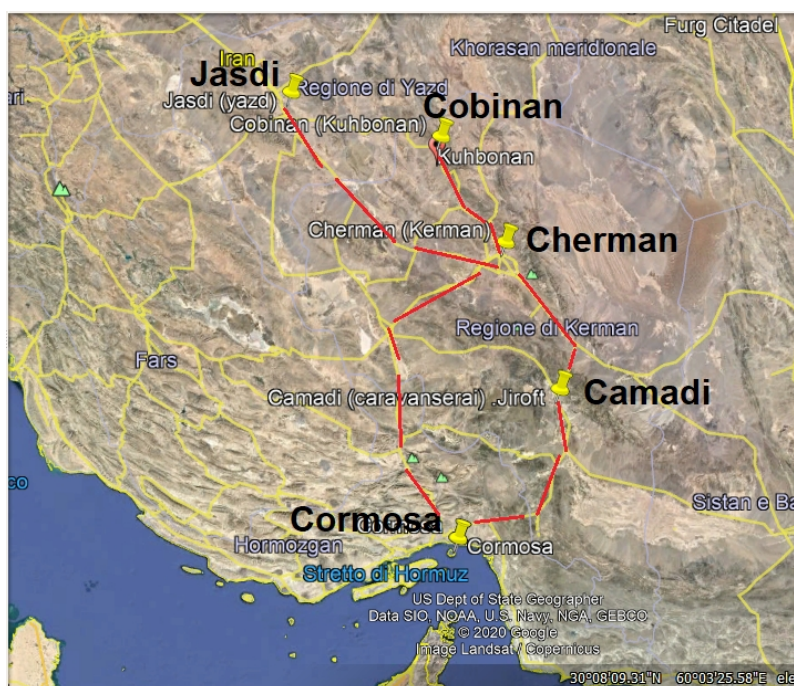 Furg Citadel
Khorasan meridionale
Iran
Jasdi
Regione di Yazd
ari
Jasdi (yazd)
Cobinan
Cobinan (Kuhbonan)
Kuhbonan
Cherman (Kerman)
Cherman
Regione di Kerman
Fars
Camadi (caravanserai) .Jiroft
Camadi
co
Sistan e Ba
Cormosa
Cormosa
Hormozgan
Stretto di Hormuz
US Dept of State Geographer
Data SIO, NOAA, U.S. Navy, NGA, GEBCO
© 2020 Google
Image Landsat / Copernicus
30°08'09.31"N 60°03'25.58"E ele